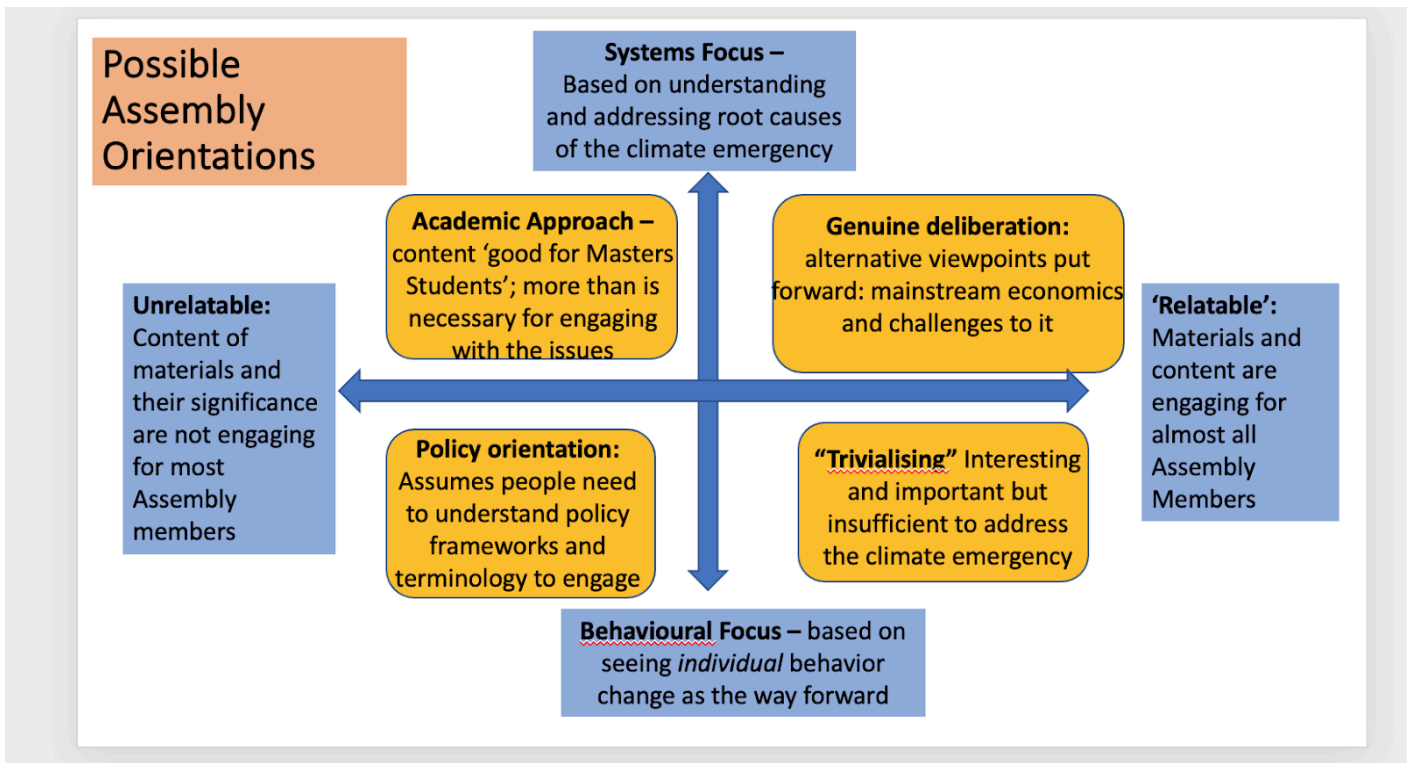 Possible
Assembly
Orientations
Systems Focus –
Based on understanding
and addressing root causes
of the climate emergency
Academic Approach –
content ‘good for Masters
Students’; more than is
necessary for engaging
with the issues
Genuine deliberation:
alternative viewpoints put
forward: mainstream economics
and challenges to it
Unrelatable:
Content of
materials and
their significance
are not engaging
for most
Assembly
members
‘Relatable’:
Materials and
content are
engaging for
almost all
Assembly
Members
Policy orientation:
Assumes people need
to understand policy
frameworks and
terminology to engage
“Trivialising” Interesting
and important but
insufficient to address
the climate emergency
Behavioural Focus – based on
seeing individual behavior
change as the way forward